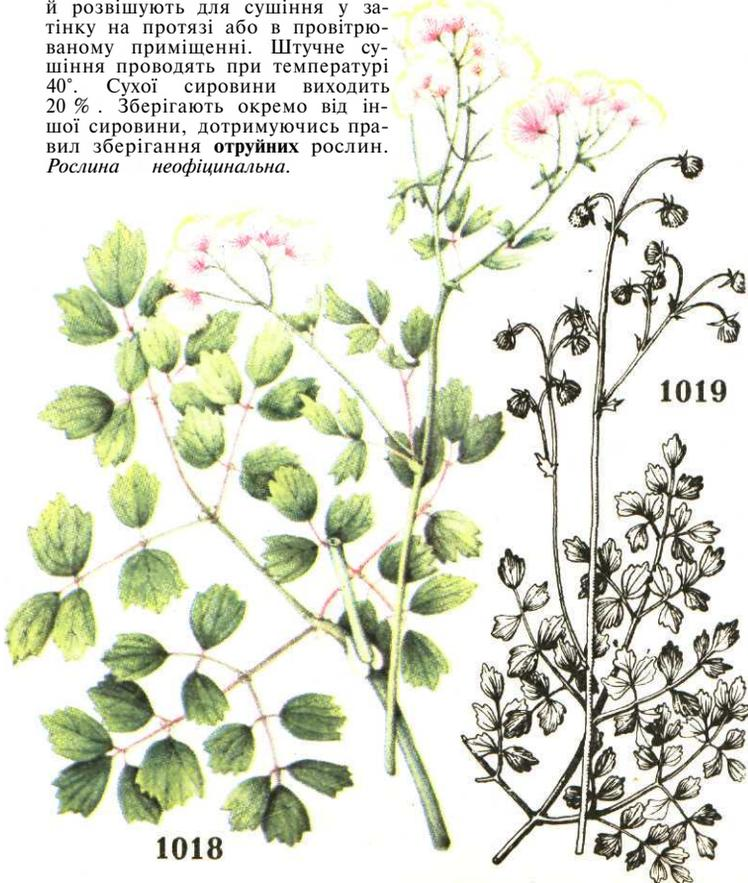 й розвішують для сушіння у за-
тінку на протязі або в провітрю-
ваному приміщенні. Штучне су-
шіння проводять при температурі
40°. Сухої сировини виходить
20 % . Зберігають окремо від ін-
шої сировини, дотримуючись пра-
вил зберігання отруйних рослин.
Рослина неофіцинальна.
1019
1018